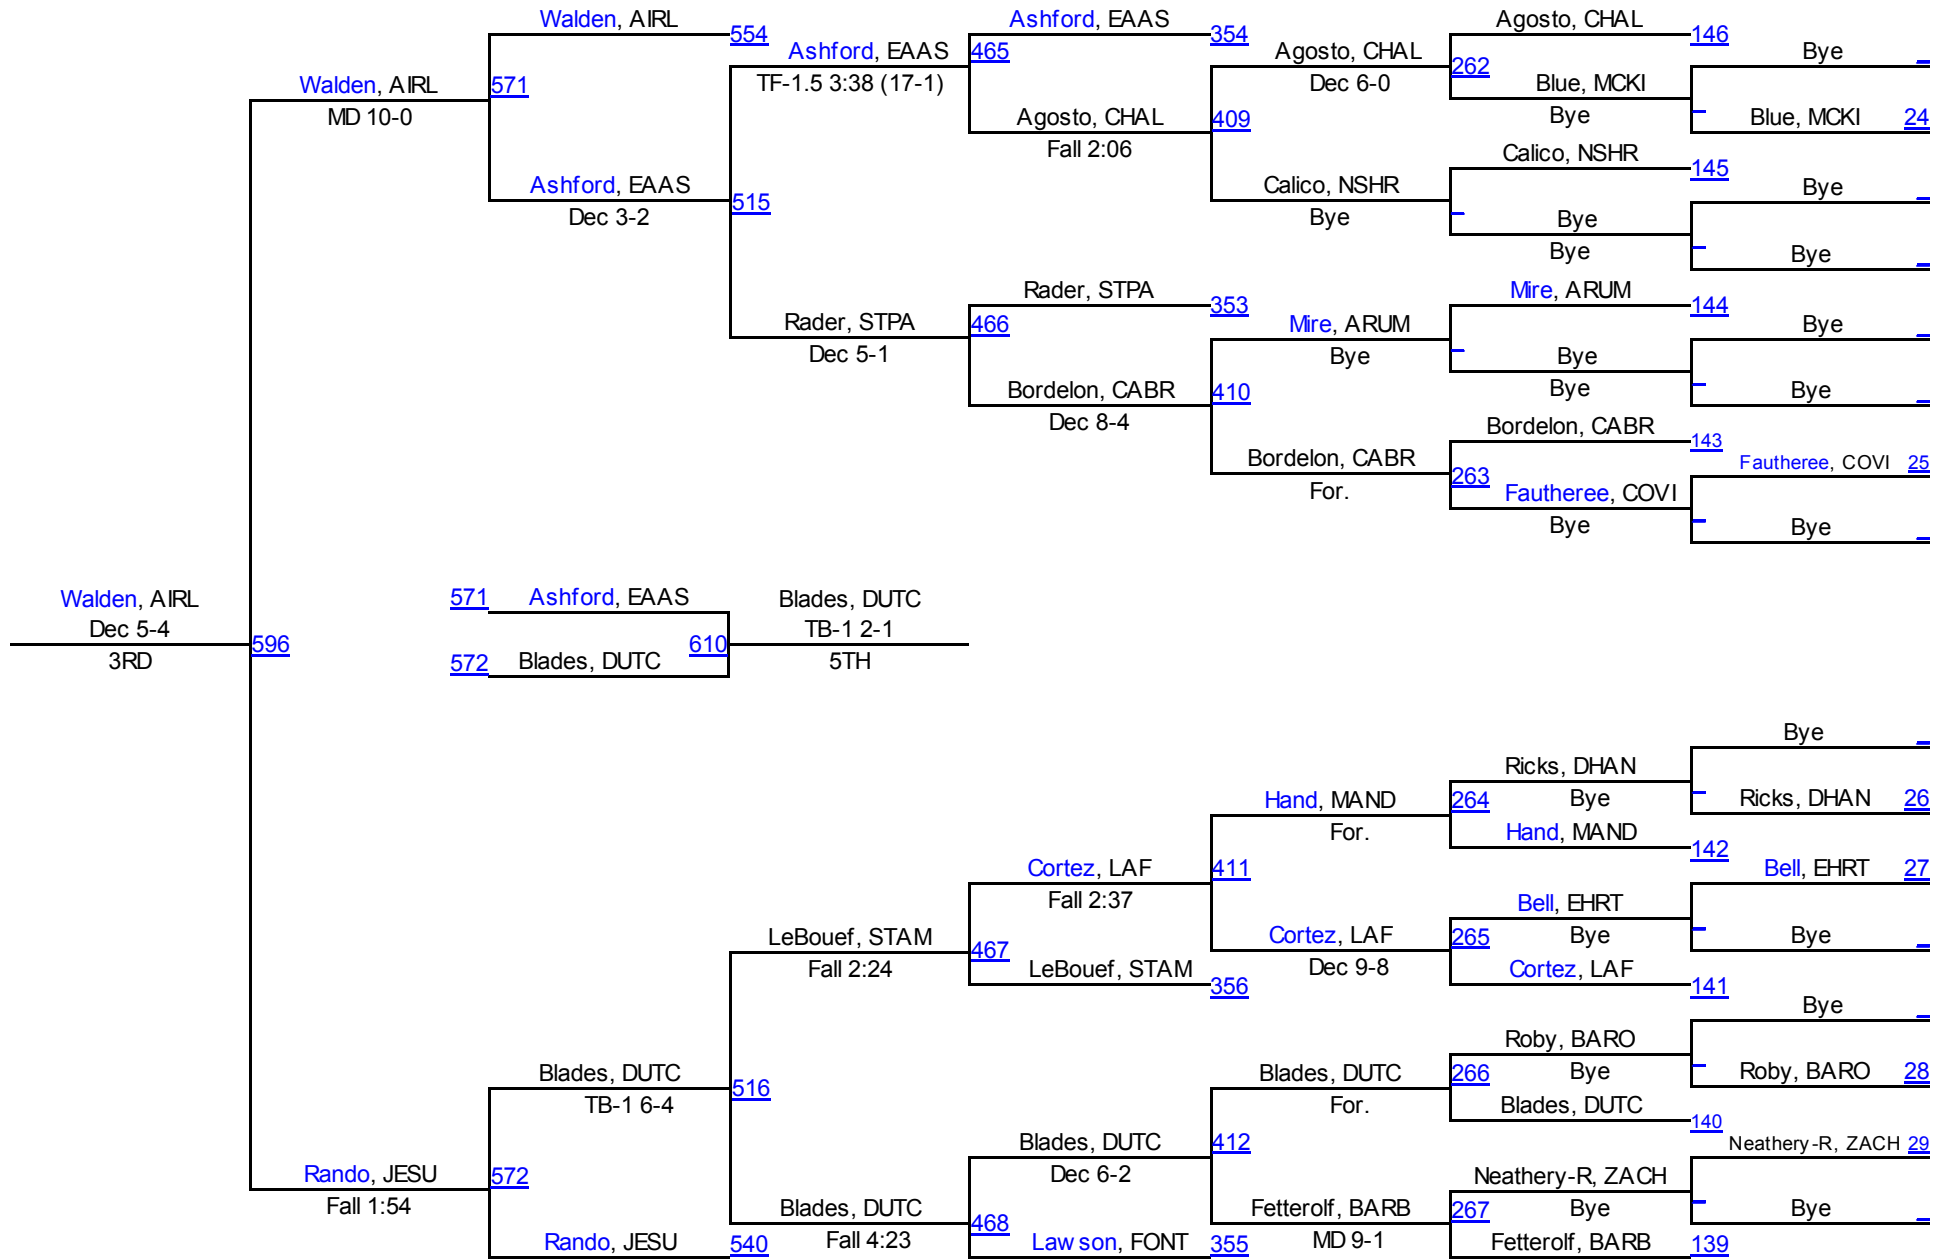 Walden, AIRL
554
Ashford, EAAS
354
Agosto, CHAL
146
Ashford, EAAS
465
Agosto, CHAL
262
Bye
Walden, AIRL
571
TF-1.5 3:38 (17-1)
Dec 6-0
Blue, MCKI
MD 10-0
Agosto, CHAL
409
Bye
Blue, MCKI
24
Fall 2:06
Calico, NSHR
145
Ashford, EAAS
515
Calico, NSHR
Bye
Dec 3-2
Bye
Bye
Bye
Bye
Rader, STPA
353
Mire, ARUM
144
Rader, STPA
466
Mire, ARUM
Bye
Dec 5-1
Bye
Bye
Bordelon, CABR
410
Bye
Bye
Dec 8-4
Bordelon, CABR
143
Bordelon, CABR
263
Fautheree, COVI
25
For.
Fautheree, COVI
Bye
Bye
Walden, AIRL
571
Ashford, EAAS
Blades, DUTC
Dec 5-4
596
610
TB-1 2-1
3RD
572
Blades, DUTC
5TH
Bye
Ricks, DHAN
Hand, MAND
264
Bye
Ricks, DHAN
26
For.
Hand, MAND
142
Cortez, LAF
411
Bell, EHRT
27
Fall 2:37
Bell, EHRT
LeBouef, STAM
467
Cortez, LAF
265
Bye
Bye
Fall 2:24
LeBouef, STAM
356
Dec 9-8
Cortez, LAF
141
Bye
Roby, BARO
Blades, DUTC
516
Blades, DUTC
266
Bye
Roby, BARO
28
TB-1 6-4
For.
Blades, DUTC
140
Blades, DUTC
412
Neathery-R, ZACH
29
Rando, JESU
572
Dec 6-2
Neathery-R, ZACH
Fall 1:54
Blades, DUTC
468
Fetterolf, BARB
267
Bye
Bye
Rando, JESU
540
Fall 4:23
Lawson, FONT
355
MD 9-1
Fetterolf, BARB
139